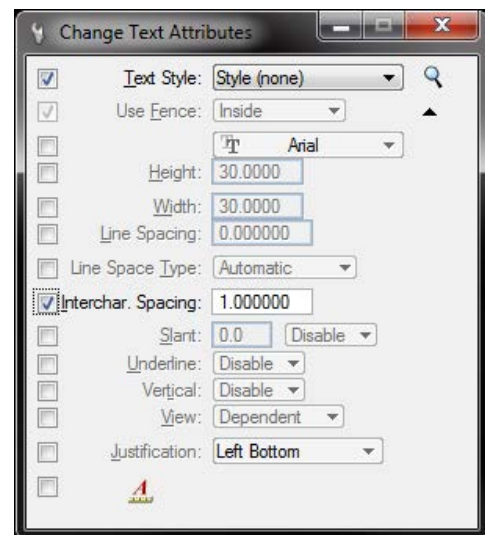 Change Text Attributes
Text Style: Style (none)
Use Fence: Inside
Arial
Height: 30.0000
Width: 30.0000
Line Spacing: 0.000000
Line Space Type: Automatic
Interchar. Spacing: 1.000000
Slant: 0.0 Disable
Underline: Disable
Vertical: Disable
View: Dependent
Justification: Left Bottom
A